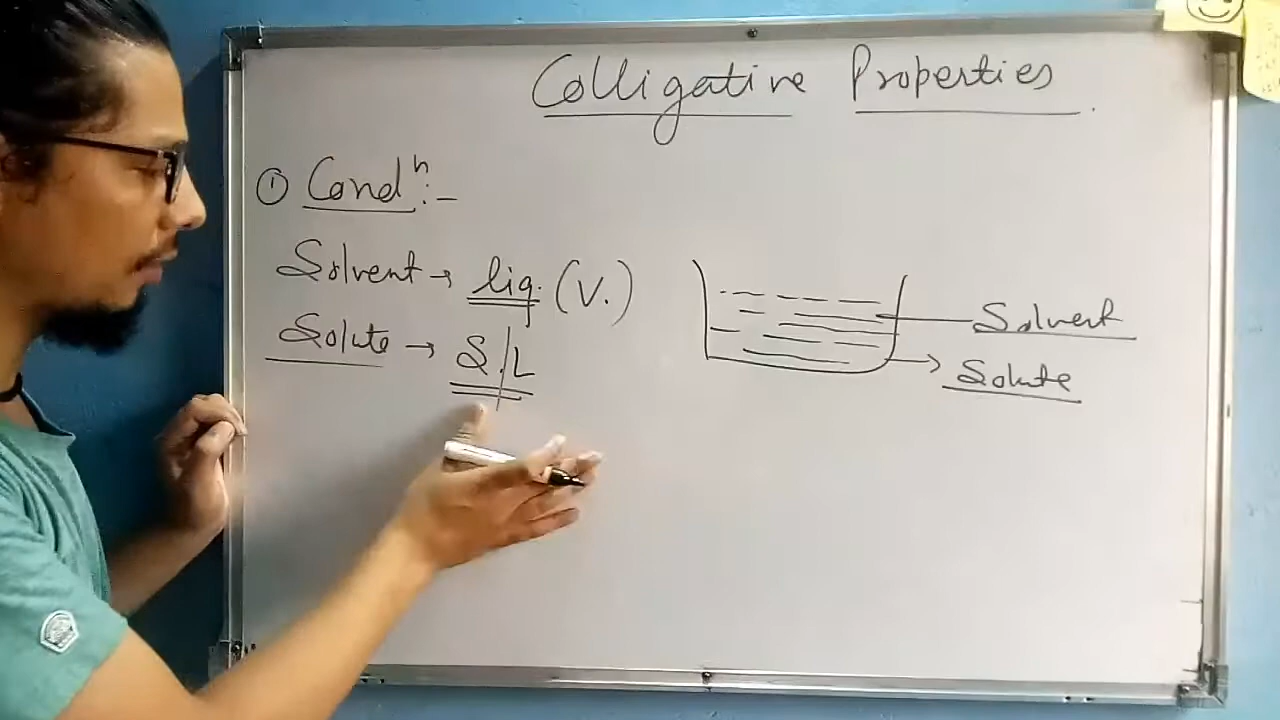 Colligative Properties
① Condⁿ:-
Solvent → liq. (V.)
Solute → S/L
Solvent
Solute